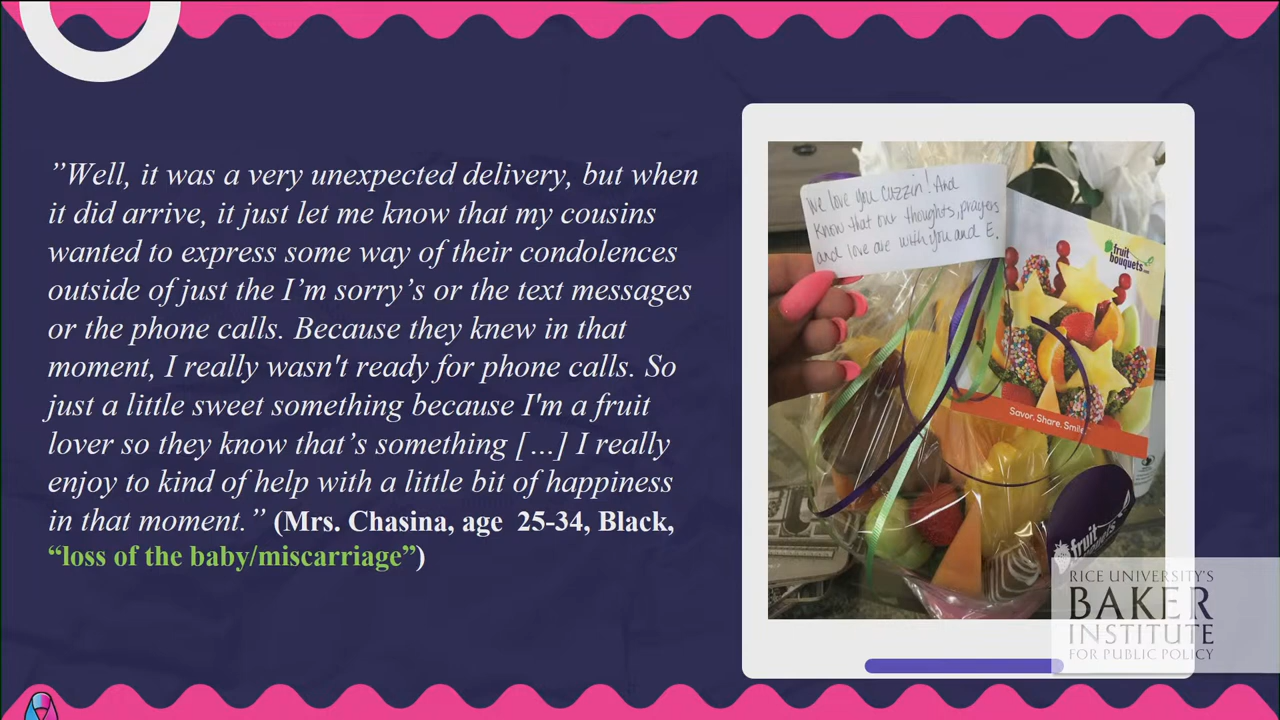 ”Well, it was a very unexpected delivery, but when
it did arrive, it just let me know that my cousins
wanted to express some way of their condolences
outside of just the I’m sorry’s or the text messages
or the phone calls. Because they knew in that
moment, I really wasn't ready for phone calls. So
just a little sweet something because I'm a fruit
lover so they know that’s something […] I really
enjoy to kind of help with a little bit of happiness
in that moment.” (Mrs. Chasina, age 25-34, Black,
“loss of the baby/miscarriage”)
We love you cuzzin! And
know that our thoughts, prayers
and love are with you and E.
fruit
bouquets.com
Savor. Share. Smile.
fruit
RICE UNIVERSITY'S
BAKER
INSTITUTE
FOR PUBLIC POLICY